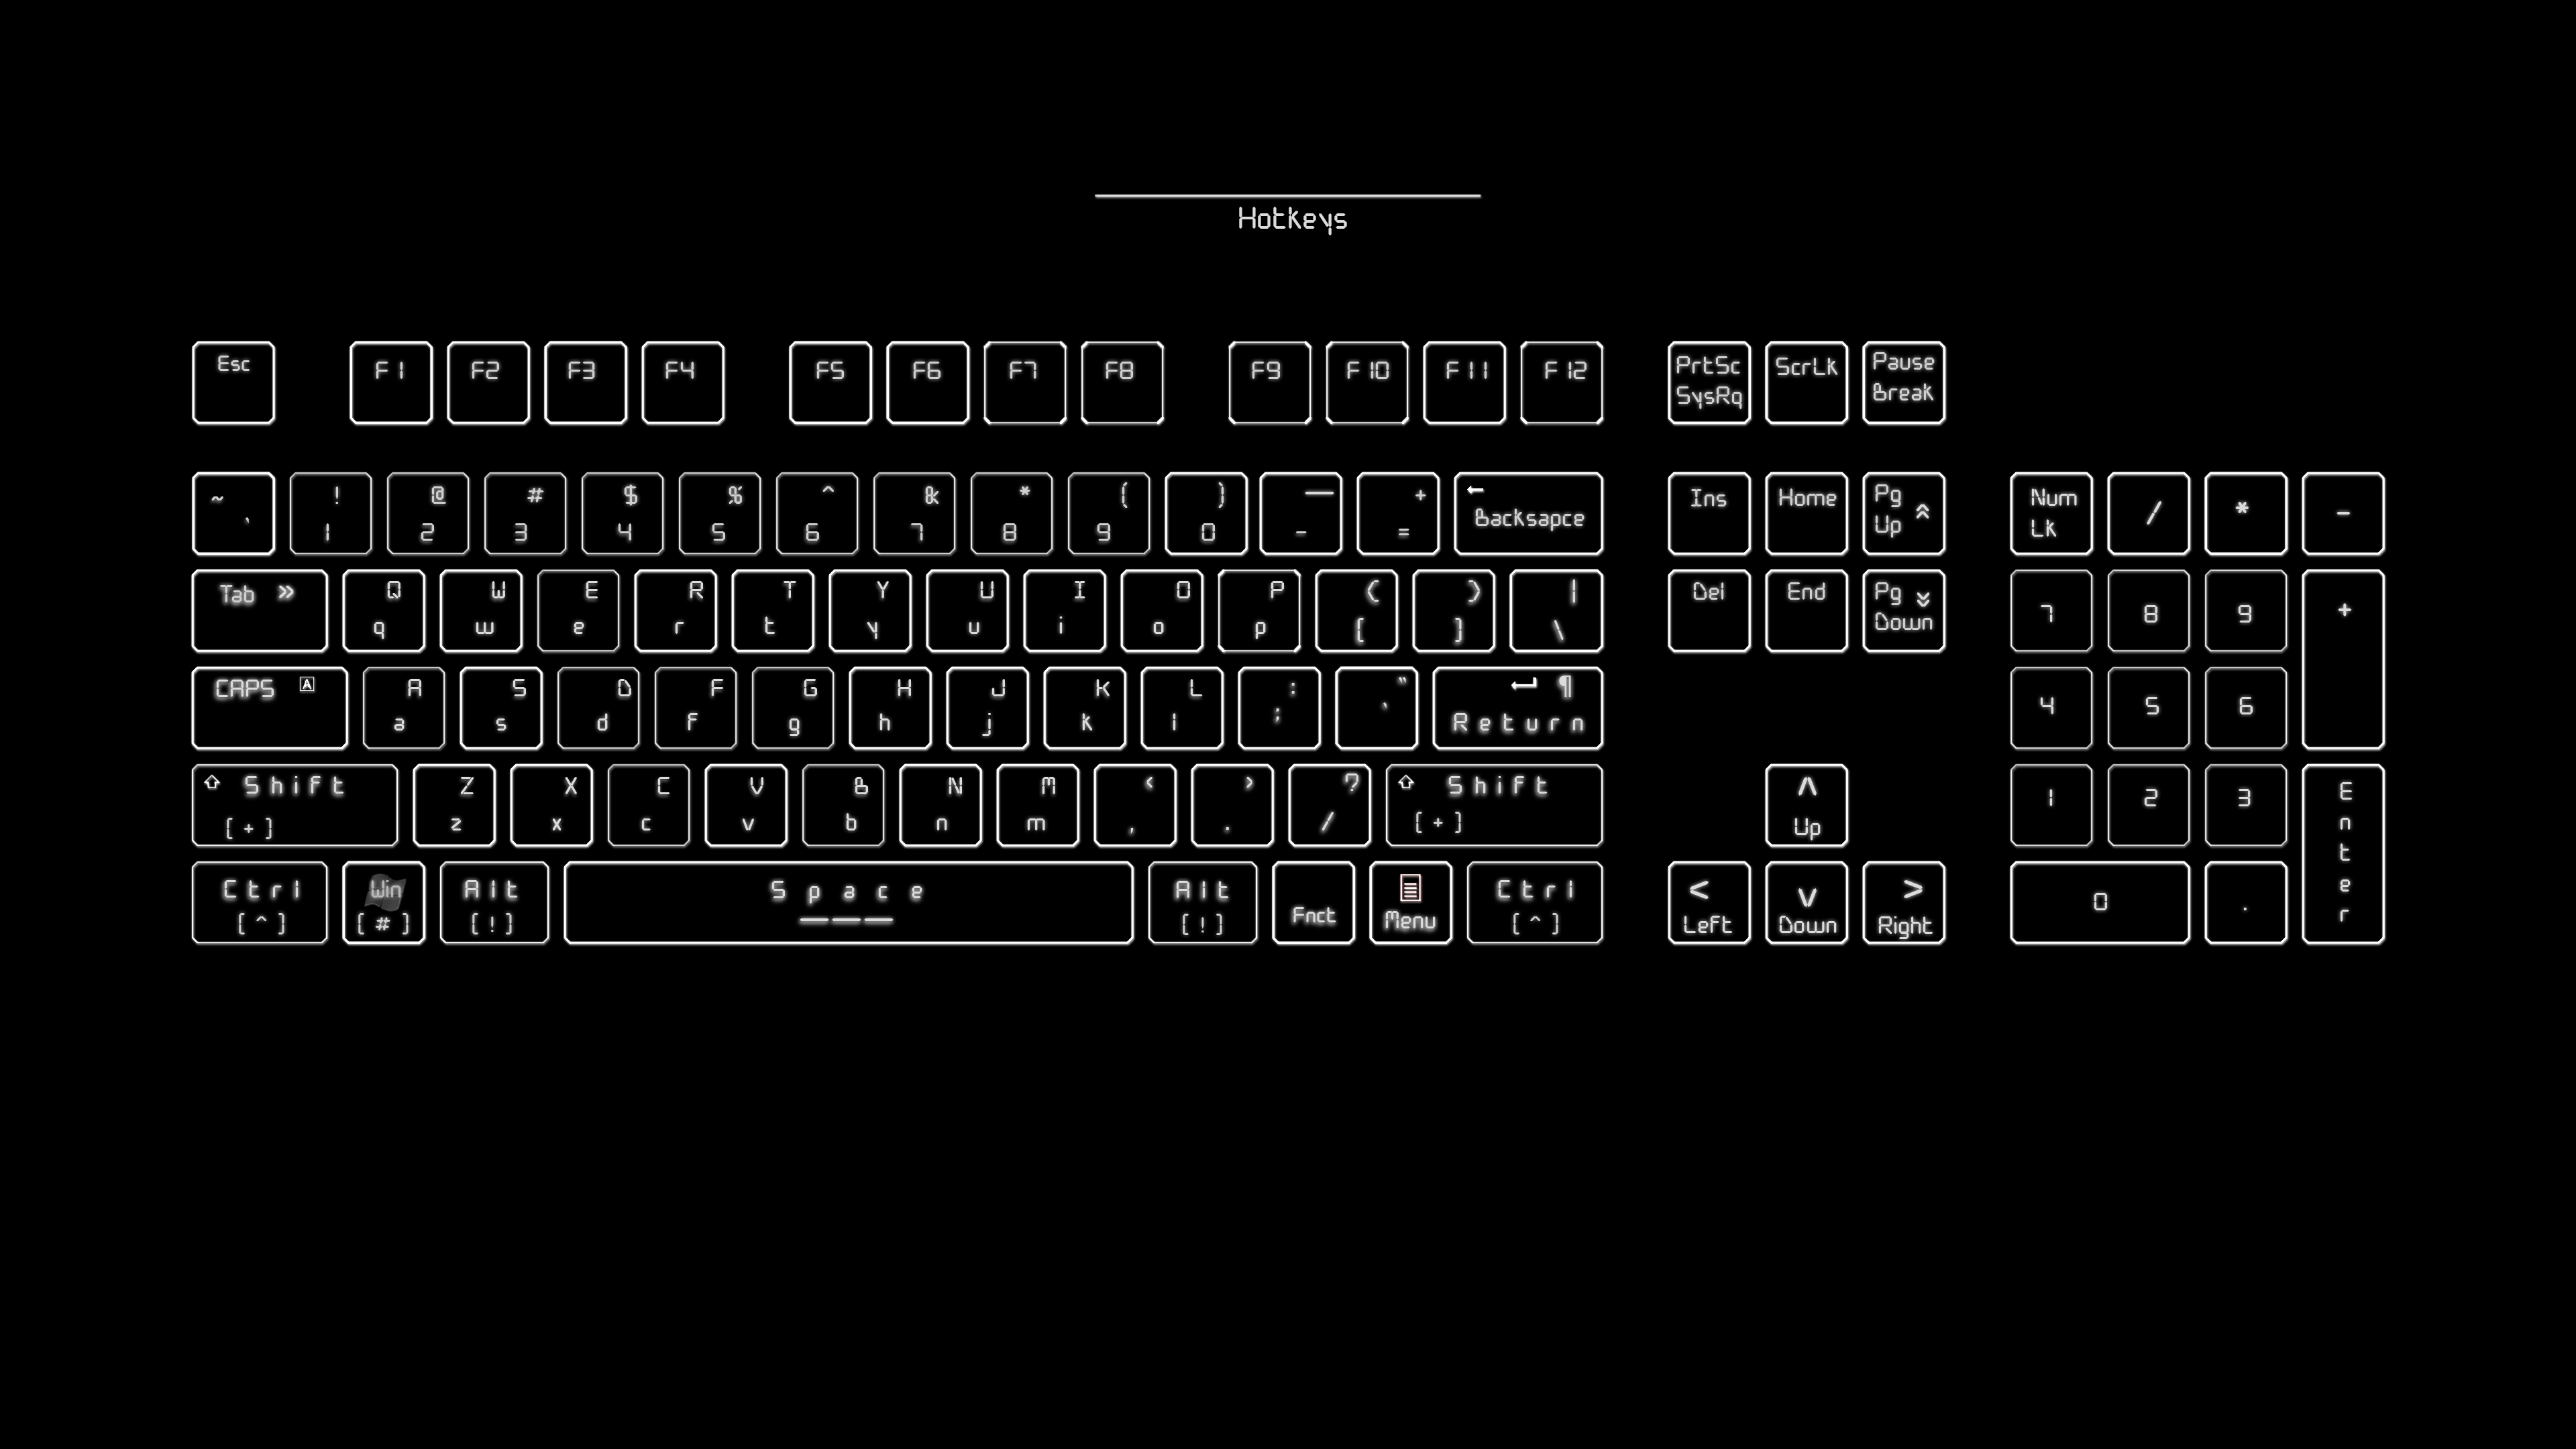 Hotkeys
Esc F1 F2 F3 F4 F5 F6 F7 F8 F9 F10 F11 F12 PrtSc SysRq ScrLk Pause Break
~ , ! 1 @ 2 # 3 $ 4 % 5 ^ 6 & 7 * 8 ( 9 ) 0 — - + = ← Backsapce Ins Home Pg Up Num Lk / * -
Tab » Q q W w E e R r T t Y y U u I i O o P p { [ } ] | \ Del End Pg Down 7 8 9 +
CAPS A A a S s D d F f G g H h J j K k L l : ; " ' ↵ ¶ Return 4 5 6
⇧ Shift [+] Z z X x C c V v B b N n M m < , > . ? / ⇧ Shift [+] ^ Up 1 2 3 Enter
Ctrl [^] Win [#] Alt [!] Space Alt [!] Fnct Menu Ctrl [^] < Left v Down > Right 0 .